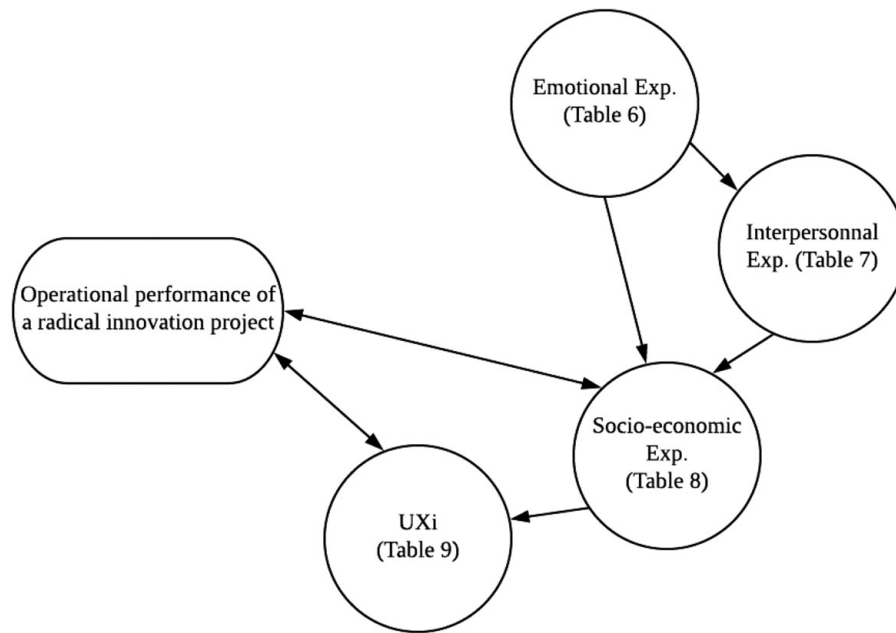 Emotional Exp.
(Table 6)
Interpersonnal
Exp. (Table 7)
Operational performance of
a radical innovation project
Socio-economic
Exp.
(Table 8)
UXi
(Table 9)